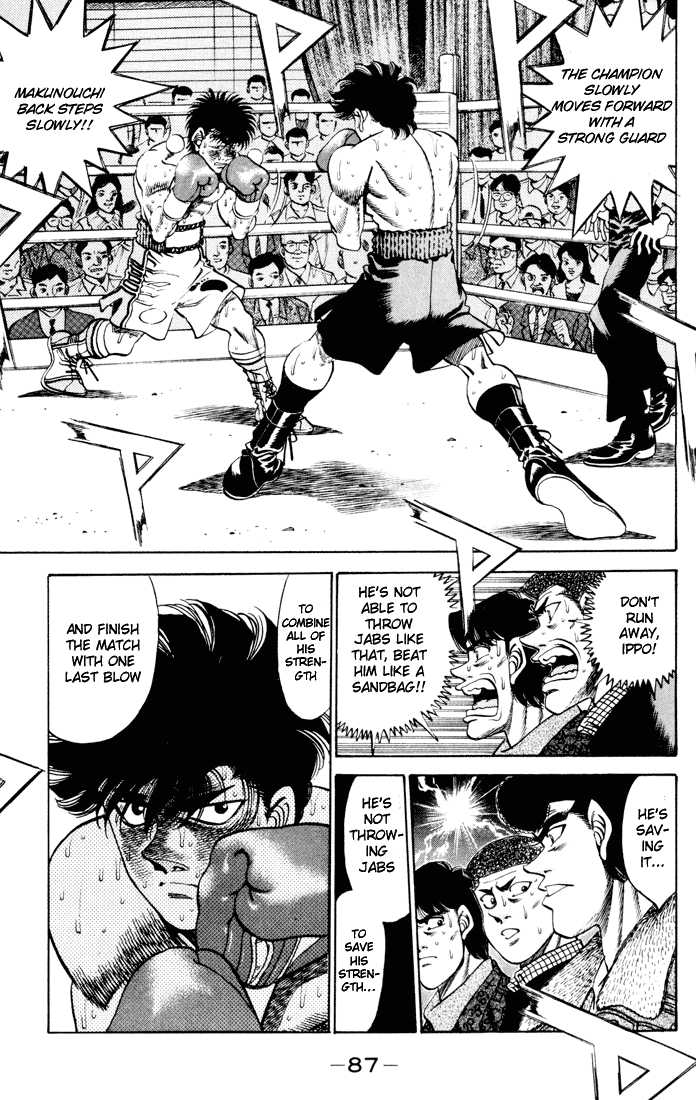 THE CHAMPION
SLOWLY
MOVES FORWARD
WITH A
STRONG GUARD
MAKUNOUCHI
BACK STEPS
SLOWLY!!
DON'T
RUN
AWAY,
IPPO!
HE'S NOT
ABLE TO
THROW
JABS LIKE
THAT, BEAT
HIM LIKE A
SANDBAG!!
HE'S
SAV-
ING
IT...
HE'S
NOT
THROW-
ING
JABS
TO
SAVE
HIS
STREN-
GTH...
TO
COMBINE
ALL OF
HIS
STREN-
GTH
AND FINISH
THE MATCH
WITH ONE
LAST BLOW
—87—